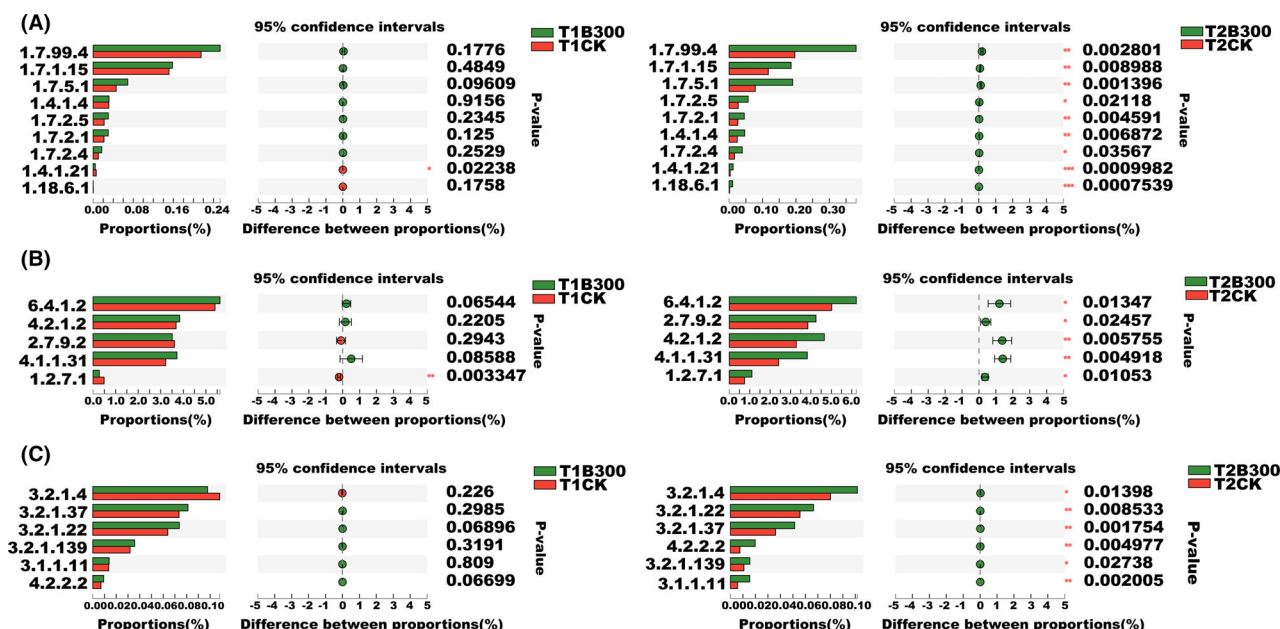 (A)
95% confidence intervals
T1B300
T1CK
1.7.99.4
1.7.1.15
1.7.5.1
1.4.1.4
1.7.2.5
1.7.2.1
1.7.2.4
1.4.1.21
1.18.6.1
0.1776
0.4849
0.09609
0.9156
0.2345
0.125
0.2529
* 0.02238
0.1758
P-value
0.00 0.08 0.16 0.24
-5 -4 -3 -2 -1 0 1 2 3 4 5
Proportions(%)
Difference between proportions(%)
95% confidence intervals
T2B300
T2CK
1.7.99.4
1.7.1.15
1.7.5.1
1.7.2.5
1.7.2.1
1.4.1.4
1.7.2.4
1.4.1.21
1.18.6.1
** 0.002801
** 0.008988
** 0.001396
* 0.02118
** 0.004591
** 0.006872
* 0.03567
*** 0.0009982
*** 0.0007539
P-value
0.00 0.10 0.20 0.30
-5 -4 -3 -2 -1 0 1 2 3 4 5
Proportions(%)
Difference between proportions(%)
(B)
95% confidence intervals
T1B300
T1CK
6.4.1.2
4.2.1.2
2.7.9.2
4.1.1.31
1.2.7.1
0.06544
0.2205
0.2943
0.08588
** 0.003347
P-value
0.0 1.0 2.0 3.0 4.0 5.0
-5 -4 -3 -2 -1 0 1 2 3 4 5
Proportions(%)
Difference between proportions(%)
95% confidence intervals
T2B300
T2CK
6.4.1.2
2.7.9.2
4.2.1.2
4.1.1.31
1.2.7.1
* 0.01347
* 0.02457
** 0.005755
** 0.004918
* 0.01053
P-value
0.0 1.0 2.0 3.0 4.0 5.0 6.0
-5 -4 -3 -2 -1 0 1 2 3 4 5
Proportions(%)
Difference between proportions(%)
(C)
95% confidence intervals
T1B300
T1CK
3.2.1.4
3.2.1.37
3.2.1.22
3.2.1.139
3.1.1.11
4.2.2.2
0.226
0.2985
0.06896
0.3191
0.809
0.06699
P-value
0.000.020.040.060.080.10
-5 -4 -3 -2 -1 0 1 2 3 4 5
Proportions(%)
Difference between proportions(%)
95% confidence intervals
T2B300
T2CK
3.2.1.4
3.2.1.22
3.2.1.37
4.2.2.2
3.2.1.139
3.1.1.11
* 0.01398
** 0.008533
** 0.001754
** 0.004977
* 0.02738
** 0.002005
P-value
0.000.020.040.060.080.10
-5 -4 -3 -2 -1 0 1 2 3 4 5
Proportions(%)
Difference between proportions(%)